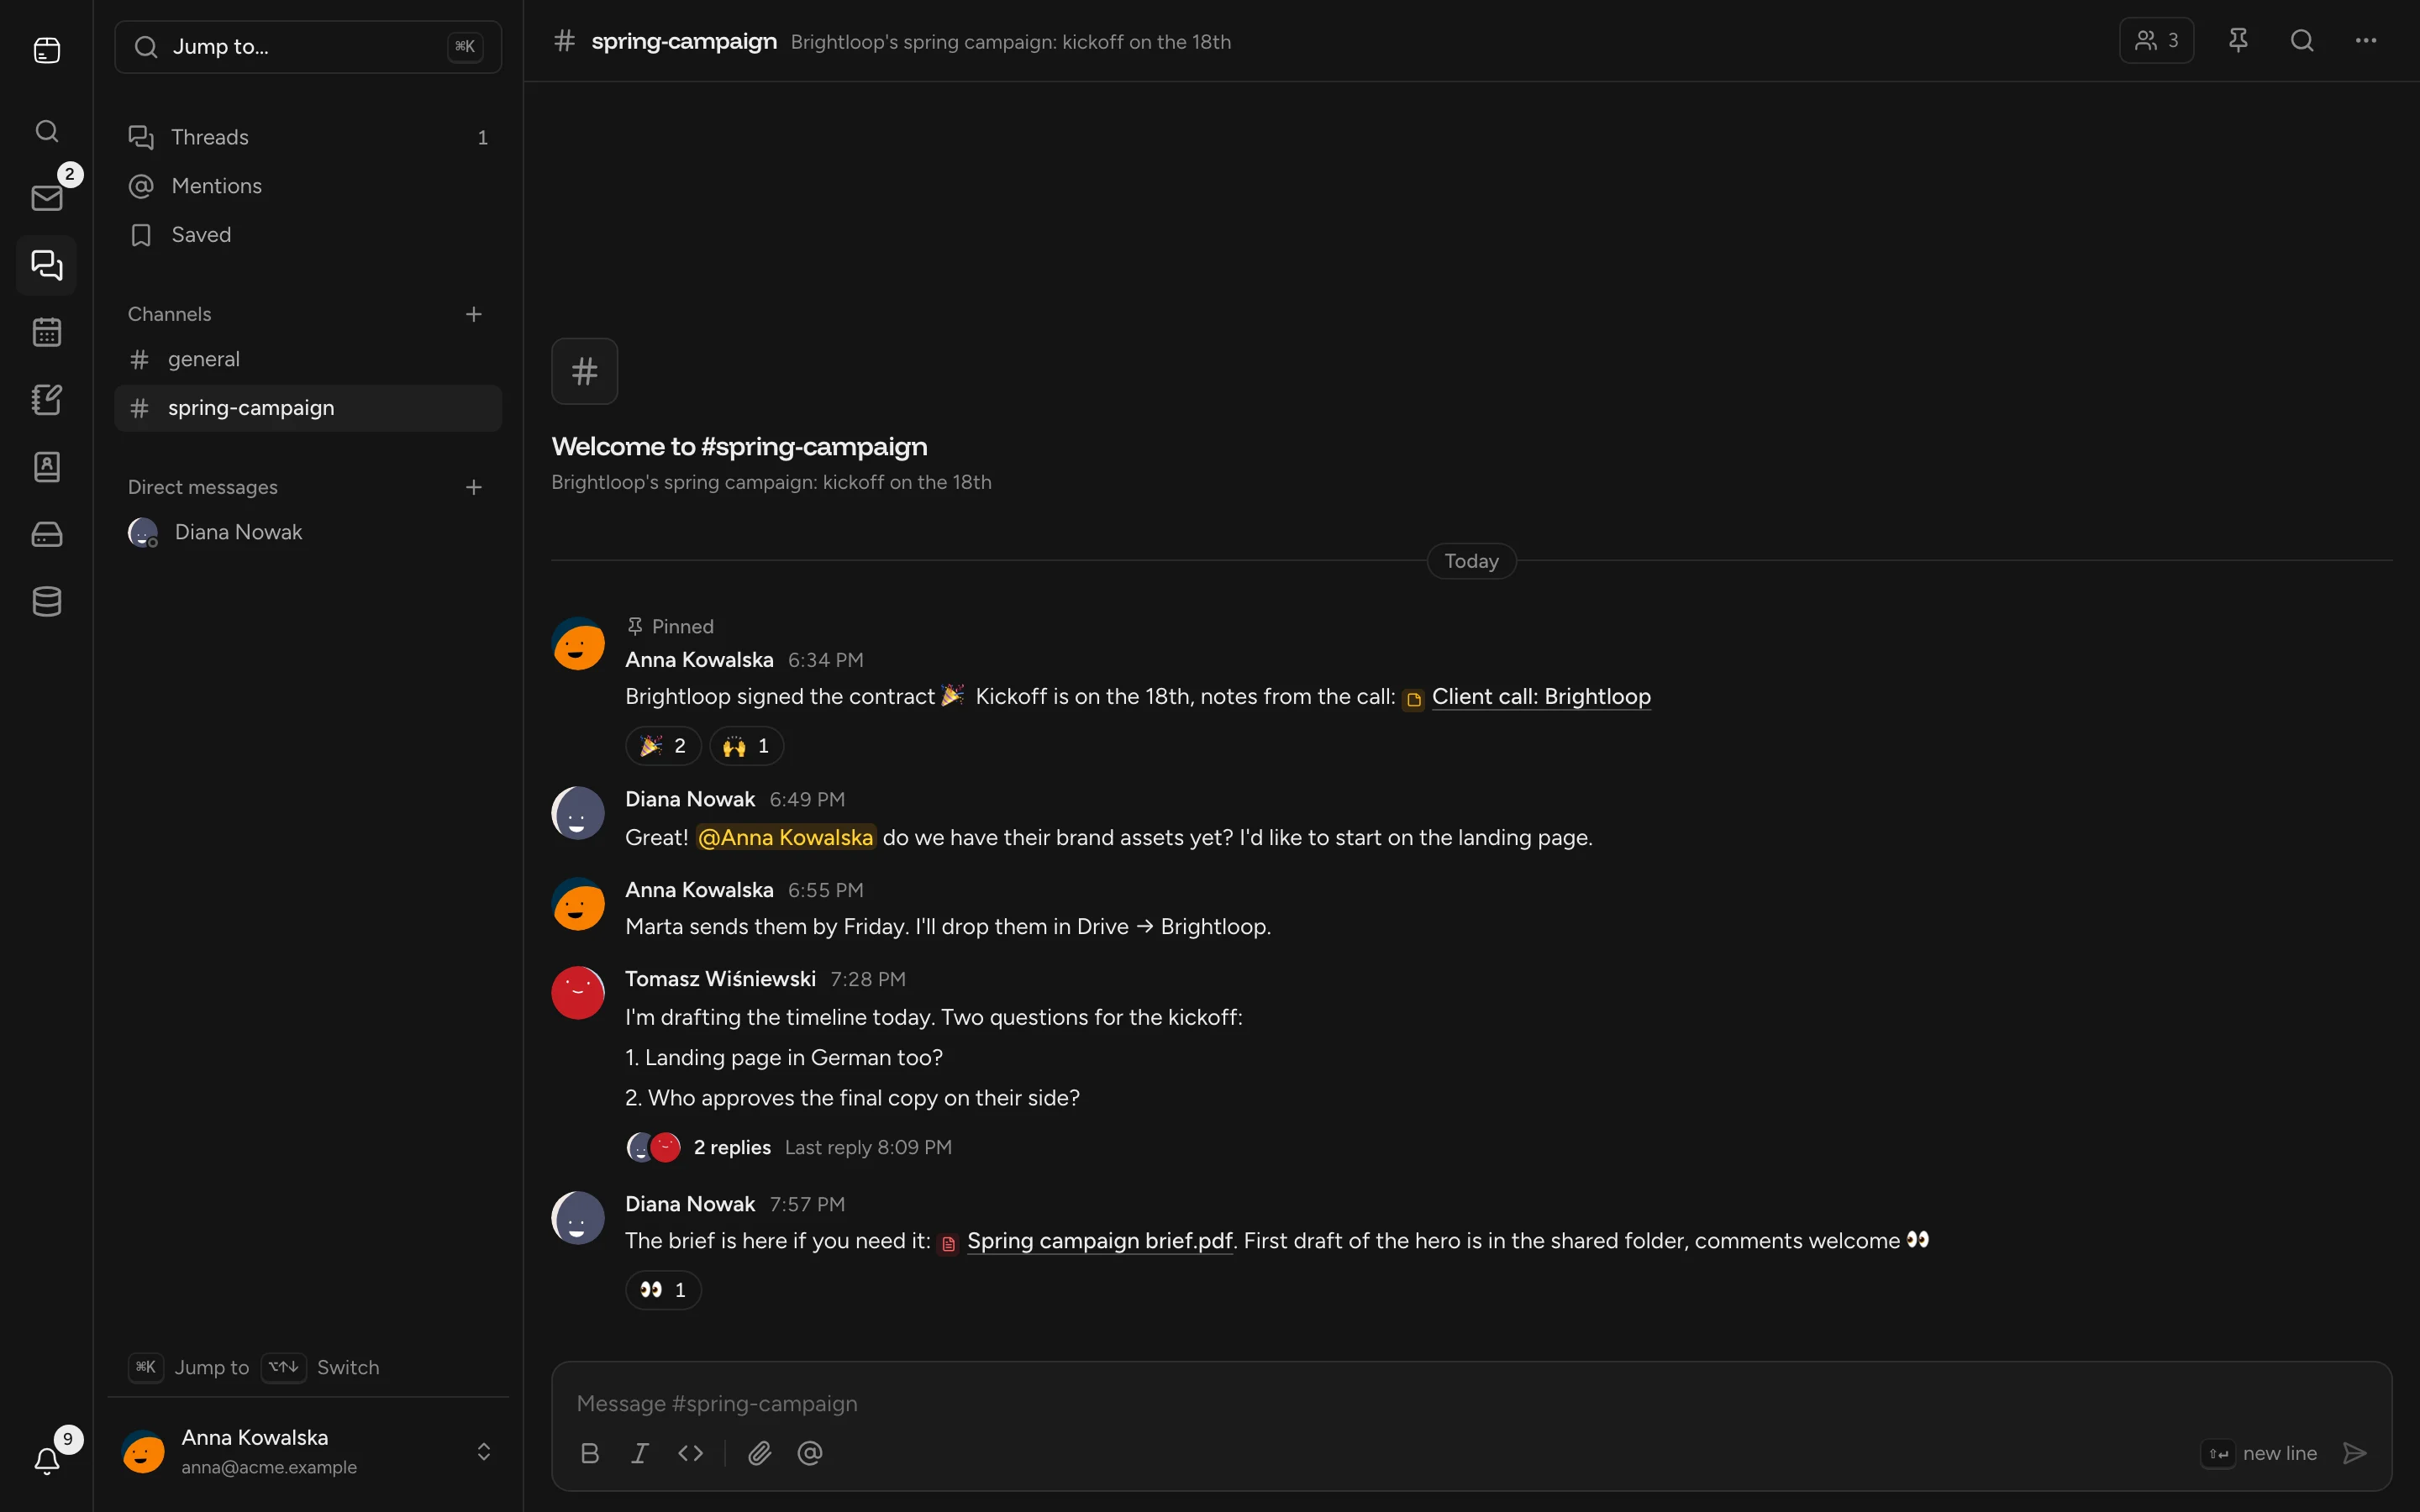 Jump to...
⌘K
2
Threads
1
Mentions
Saved
Channels
general
spring-campaign
Direct messages
Diana Nowak
⌘K Jump to ⌥↑↓ Switch
9
Anna Kowalska
anna@acme.example
# spring-campaign Brightloop's spring campaign: kickoff on the 18th
3
#
Welcome to #spring-campaign
Brightloop's spring campaign: kickoff on the 18th
Today
Pinned
Anna Kowalska 6:34 PM
Brightloop signed the contract 🎉 Kickoff is on the 18th, notes from the call: Client call: Brightloop
🎉 2 🙌 1
Diana Nowak 6:49 PM
Great! @Anna Kowalska do we have their brand assets yet? I'd like to start on the landing page.
Anna Kowalska 6:55 PM
Marta sends them by Friday. I'll drop them in Drive → Brightloop.
Tomasz Wiśniewski 7:28 PM
I'm drafting the timeline today. Two questions for the kickoff:
1. Landing page in German too?
2. Who approves the final copy on their side?
2 replies Last reply 8:09 PM
Diana Nowak 7:57 PM
The brief is here if you need it: Spring campaign brief.pdf. First draft of the hero is in the shared folder, comments welcome 👀
👀 1
Message #spring-campaign
⇧↵ new line